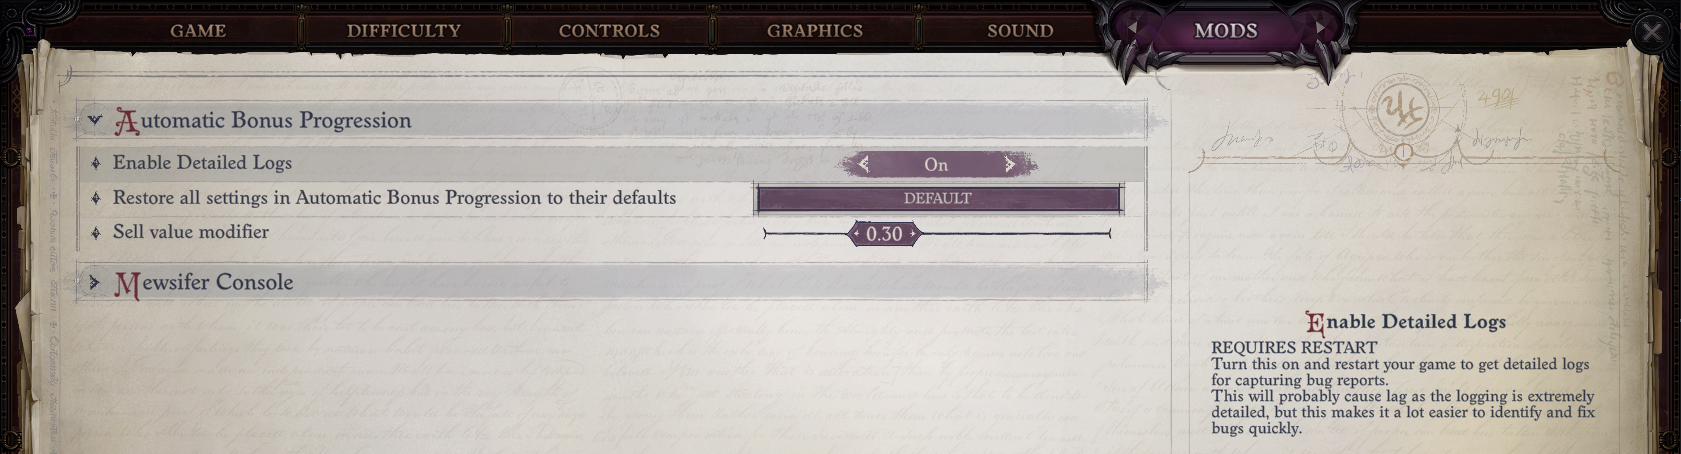 GAME
DIFFICULTY
CONTROLS
GRAPHICS
SOUND
MODS
Automatic Bonus Progression
Enable Detailed Logs
On
Restore all settings in Automatic Bonus Progression to their defaults
DEFAULT
Sell value modifier
0.30
Mewsifer Console
Enable Detailed Logs
REQUIRES RESTART
Turn this on and restart your game to get detailed logs
for capturing bug reports.
This will probably cause lag as the logging is extremely
detailed, but this makes it a lot easier to identify and fix
bugs quickly.